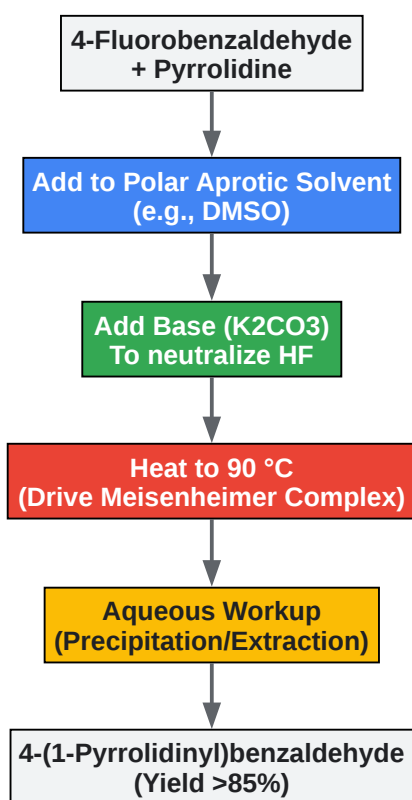 4-Fluorobenzaldehyde
+ Pyrrolidine
Add to Polar Aprotic Solvent
(e.g., DMSO)
Add Base (K2CO3)
To neutralize HF
Heat to 90 °C
(Drive Meisenheimer Complex)
Aqueous Workup
(Precipitation/Extraction)
4-(1-Pyrrolidinyl)benzaldehyde
(Yield >85%)